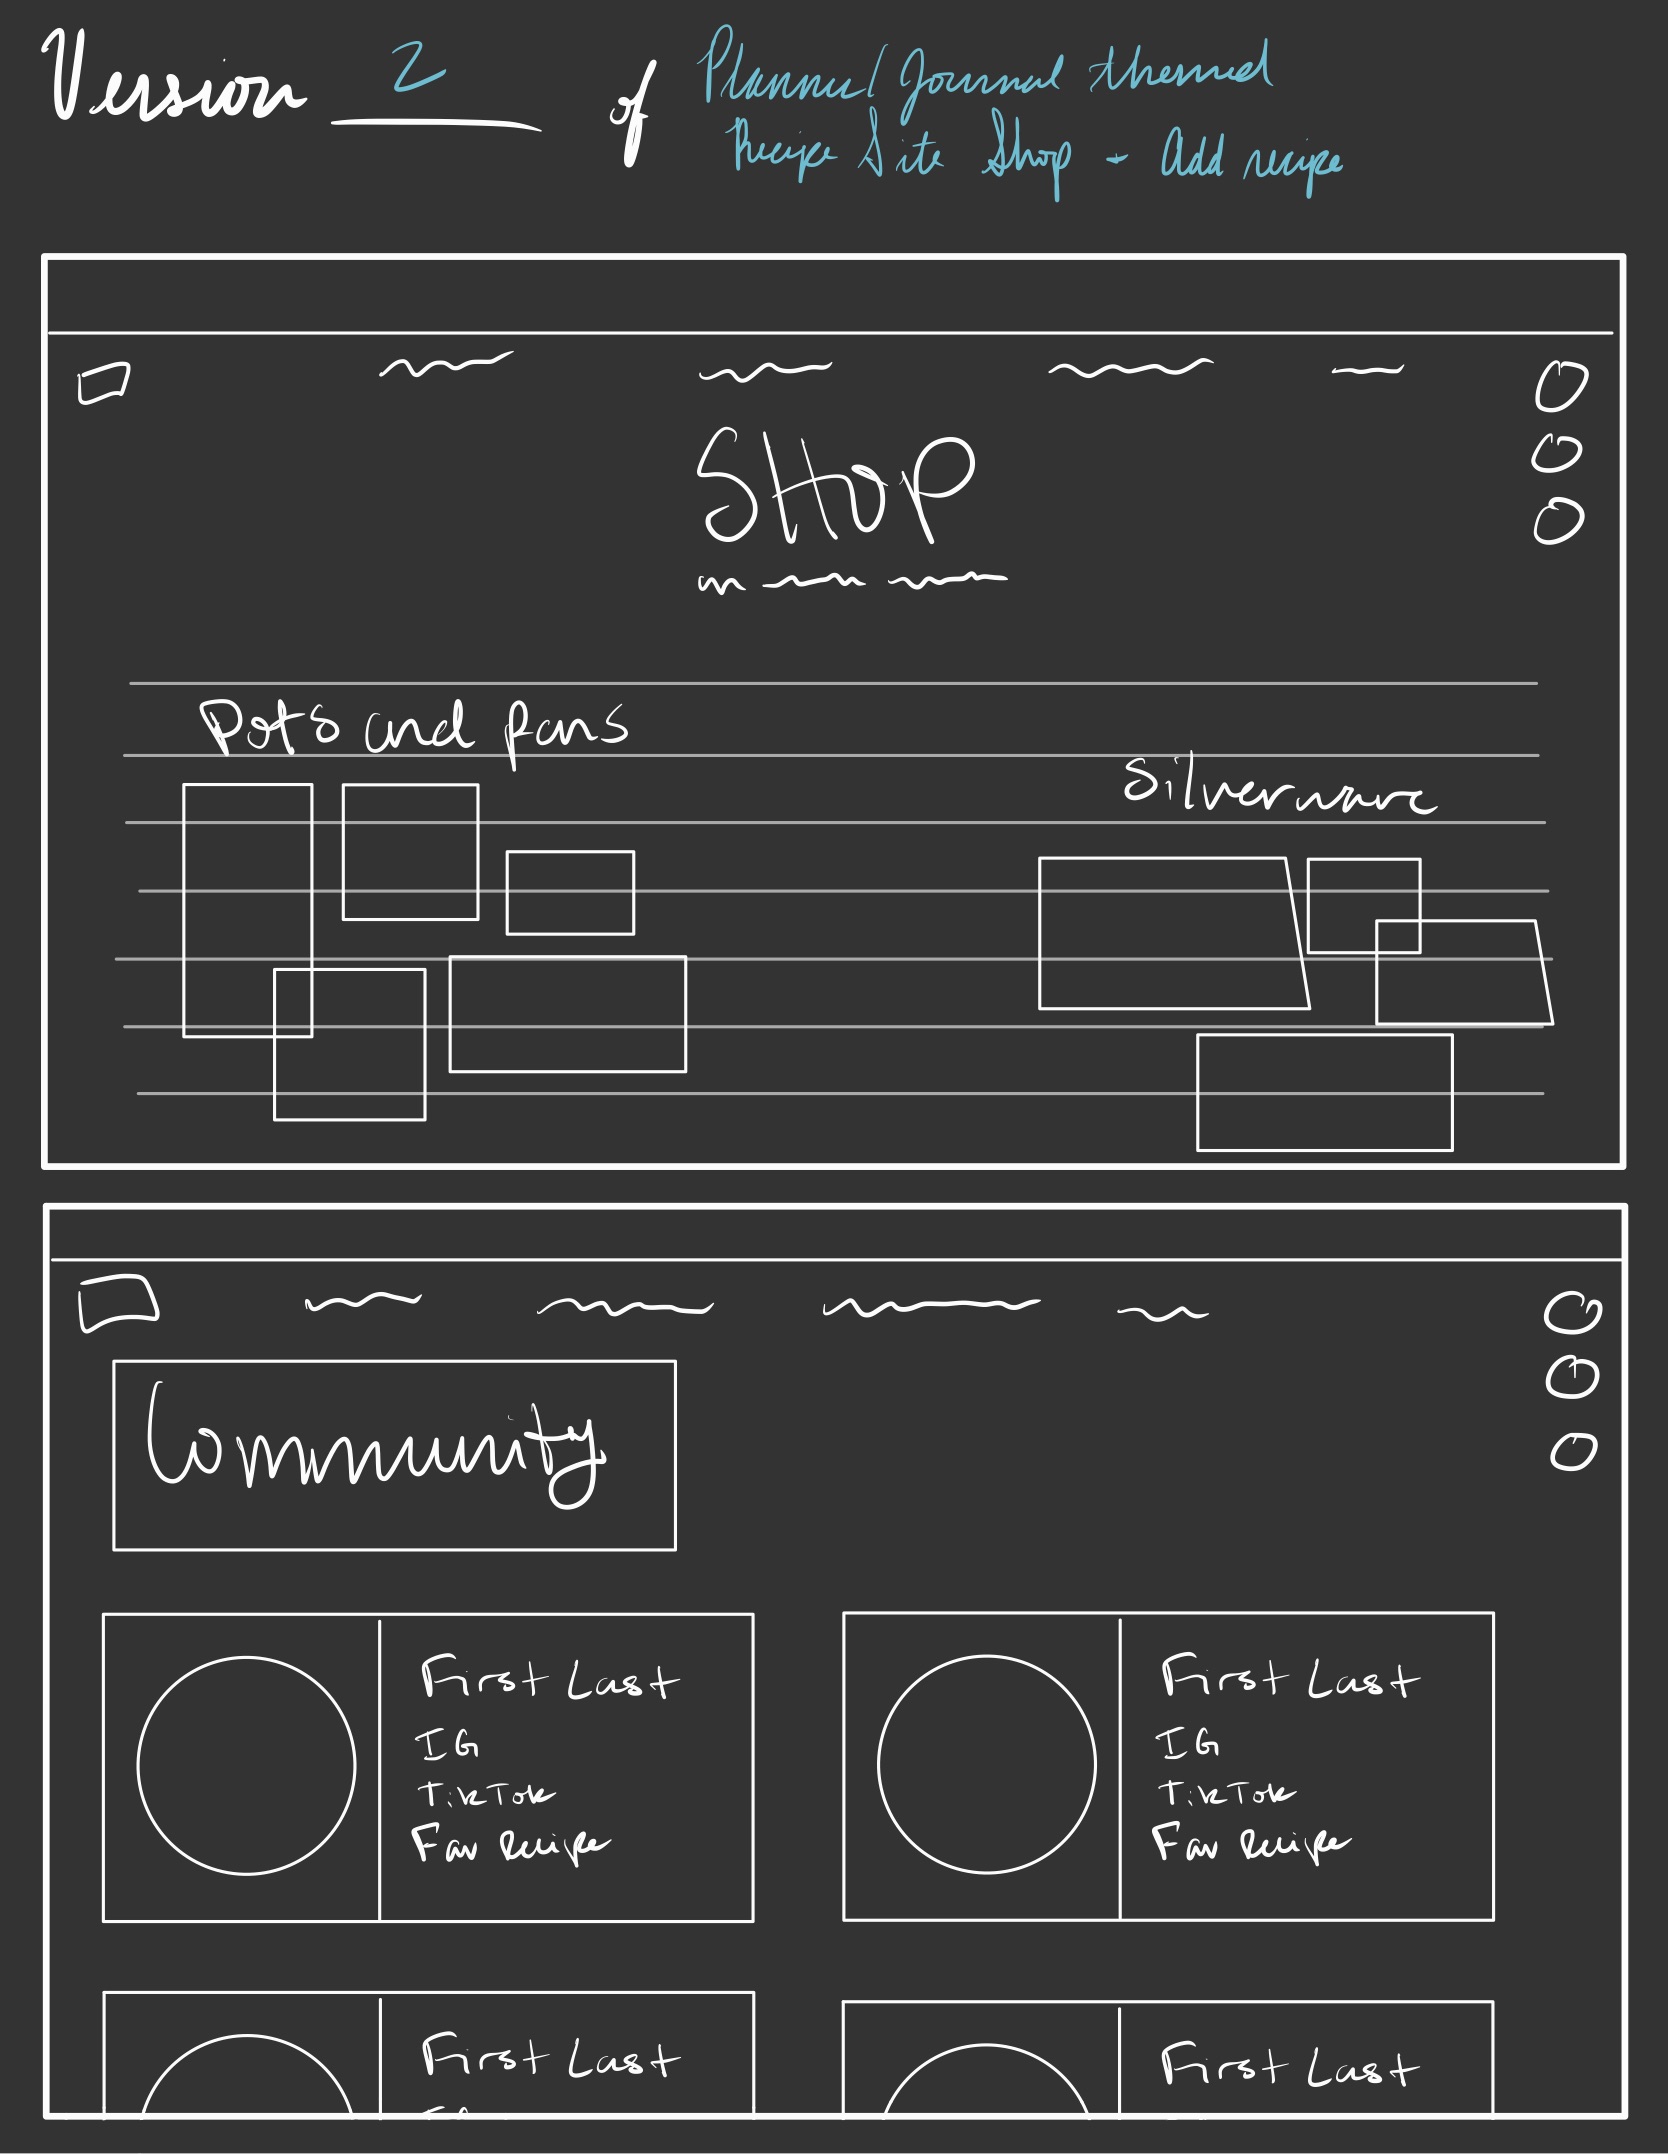 Version 2 of Planner/Journal themed
Recipe Site Shop - Add recipe
SHOP
Pots and pans
Silverware
Community
First Last
IG
TikTok
Fav Recipe
First Last
IG
TikTok
Fav Recipe
First Last
First Last